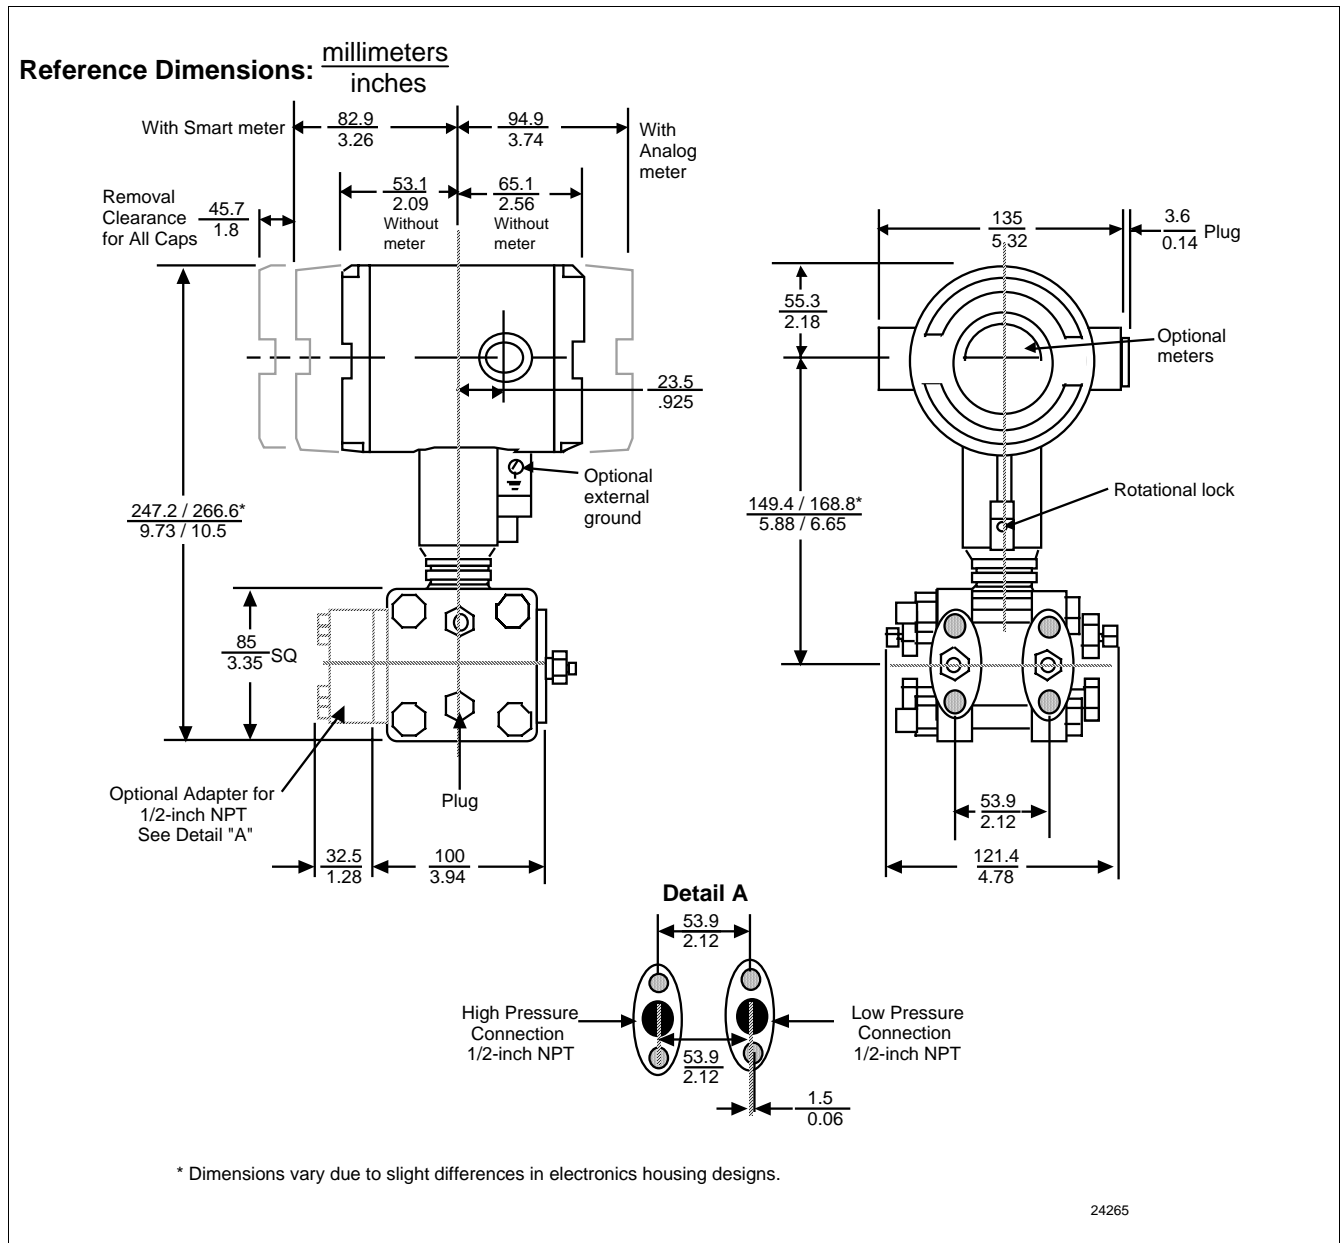 Reference Dimensions: millimeters
inches
With Smart meter
82.9
3.26
94.9
3.74
With
Analog
meter
Removal
Clearance
for All Caps
45.7
1.8
53.1
2.09
Without
meter
65.1
2.56
Without
meter
135
5.32
3.6
0.14
Plug
55.3
2.18
Optional
meters
23.5
.925
Optional
external
ground
247.2 / 266.6*
9.73 / 10.5
149.4 / 168.8*
5.88 / 6.65
Rotational lock
85
3.35
SQ
Optional Adapter for
1/2-inch NPT
See Detail "A"
Plug
32.5
1.28
100
3.94
53.9
2.12
121.4
4.78
Detail A
53.9
2.12
High Pressure
Connection
1/2-inch NPT
Low Pressure
Connection
1/2-inch NPT
53.9
2.12
1.5
0.06
* Dimensions vary due to slight differences in electronics housing designs.
24265